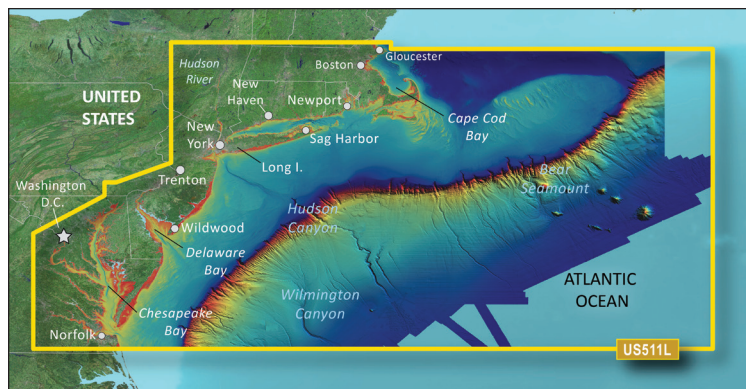 Gloucester
Hudson
River
Boston
UNITED
STATES
New
Haven
Newport
Cape Cod
Bay
New
York
Sag Harbor
Long I.
Trenton
Bear
Seamount
Washington
D.C.
Hudson
Canyon
Wildwood
Delaware
Bay
ATLANTIC
OCEAN
Wilmington
Canyon
Chesapeake
Bay
Norfolk
US511L